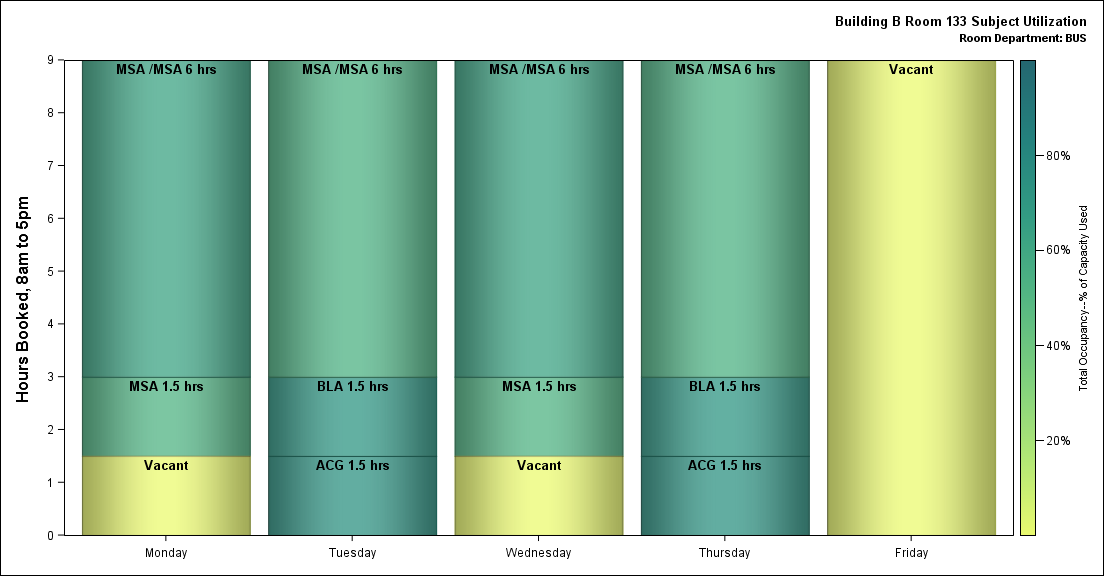 Building B Room 133 Subject Utilization
Room Department: BUS
Hours Booked, 8am to 5pm
9
8
7
6
5
4
3
2
1
0
MSA /MSA 6 hrs
MSA /MSA 6 hrs
MSA /MSA 6 hrs
MSA /MSA 6 hrs
Vacant
MSA 1.5 hrs
BLA 1.5 hrs
MSA 1.5 hrs
BLA 1.5 hrs
Vacant
ACG 1.5 hrs
Vacant
ACG 1.5 hrs
Monday
Tuesday
Wednesday
Thursday
Friday
80%
60%
40%
20%
Total Occupancy--% of Capacity Used